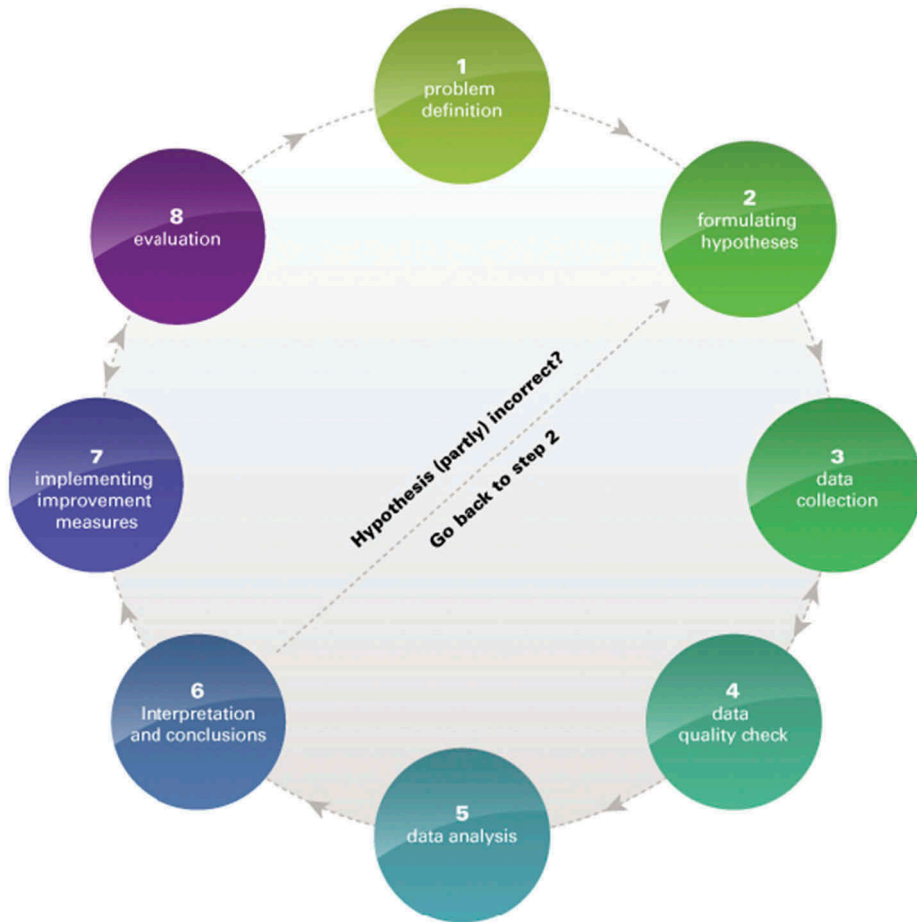 1
problem
definition
2
formulating
hypotheses
3
data
collection
4
data
quality check
5
data analysis
6
Interpretation
and conclusions
7
implementing
improvement
measures
8
evaluation
Hypothesis (partly) incorrect?
Go back to step 2